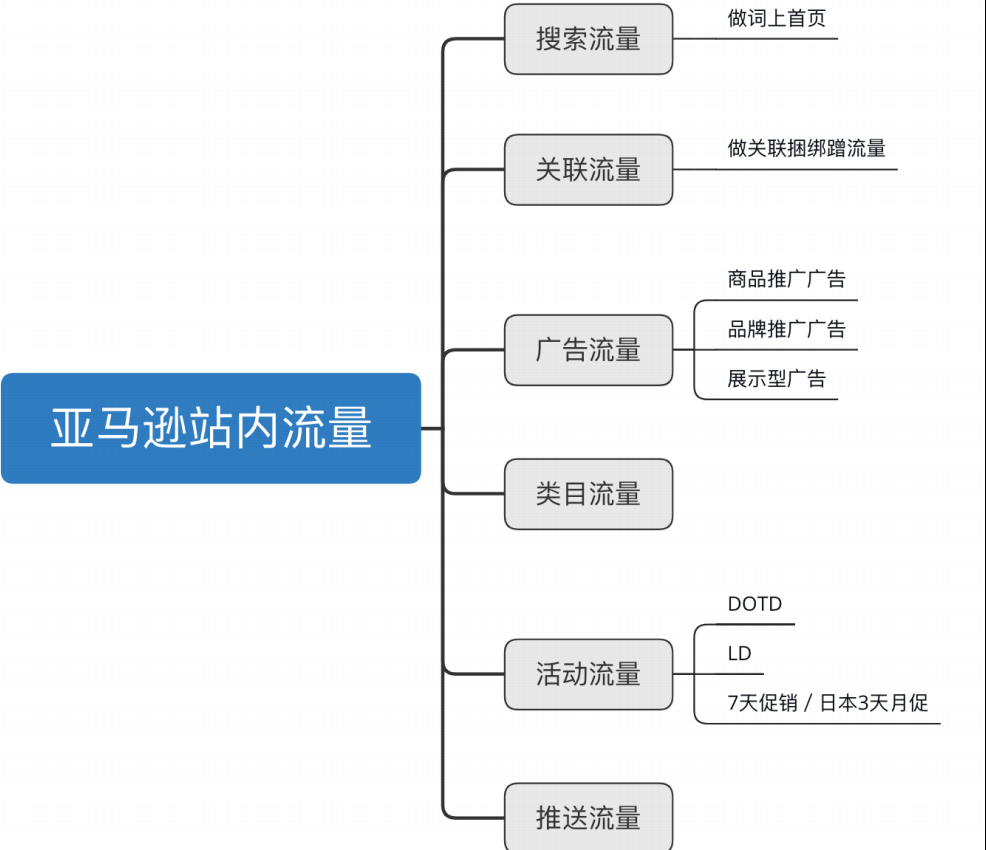 亚马逊站内流量
搜索流量
做词上首页
关联流量
做关联捆绑蹭流量
广告流量
商品推广广告
品牌推广广告
展示型广告
类目流量
活动流量
DOTD
LD
7天促销 / 日本3天月促
推送流量